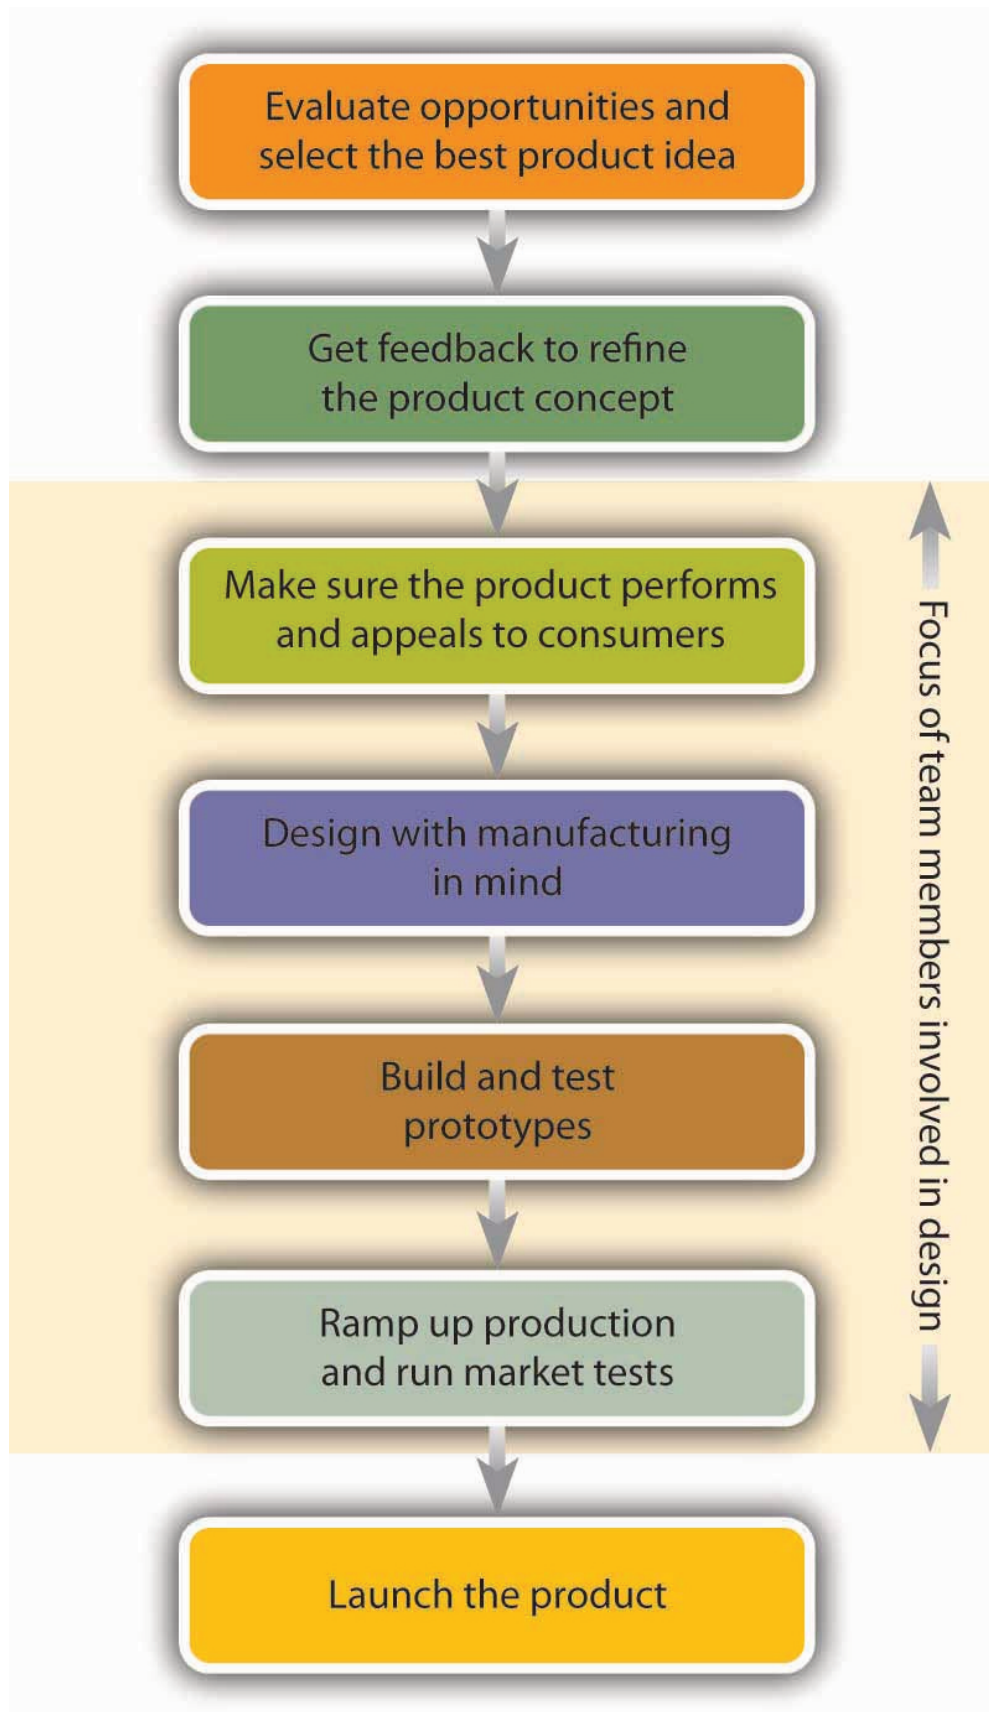 Evaluate opportunities and
select the best product idea
Get feedback to refine
the product concept
Make sure the product performs
and appeals to consumers
Design with manufacturing
in mind
Build and test
prototypes
Ramp up production
and run market tests
Launch the product
Focus of team members involved in design